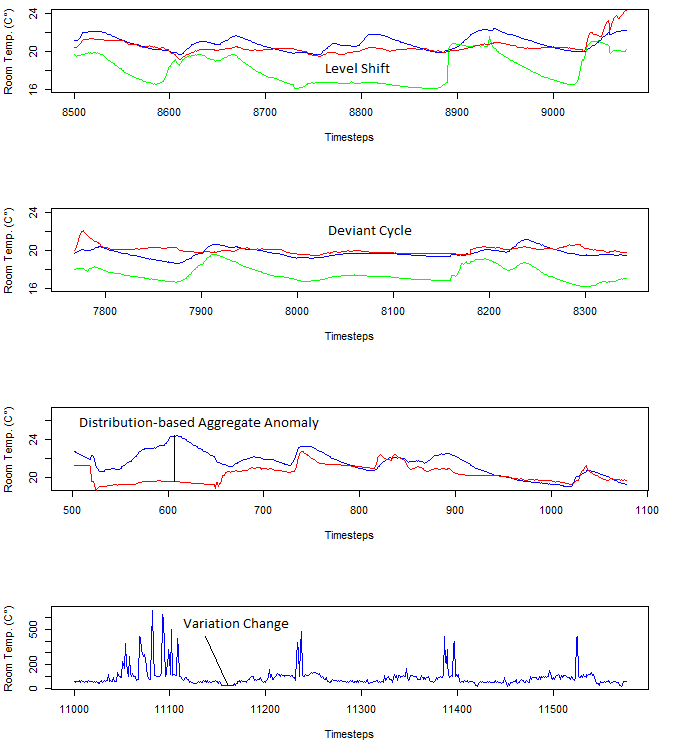 Room Temp. (C°)
24
20
16
Level Shift
8500 8600 8700 8800 8900 9000
Timesteps
Room Temp. (C°)
24
20
16
Deviant Cycle
7800 7900 8000 8100 8200 8300
Timesteps
Room Temp. (C°)
24
20
Distribution-based Aggregate Anomaly
500 600 700 800 900 1000 1100
Timesteps
Room Temp. (C°)
500
200
0
Variation Change
11000 11100 11200 11300 11400 11500
Timesteps